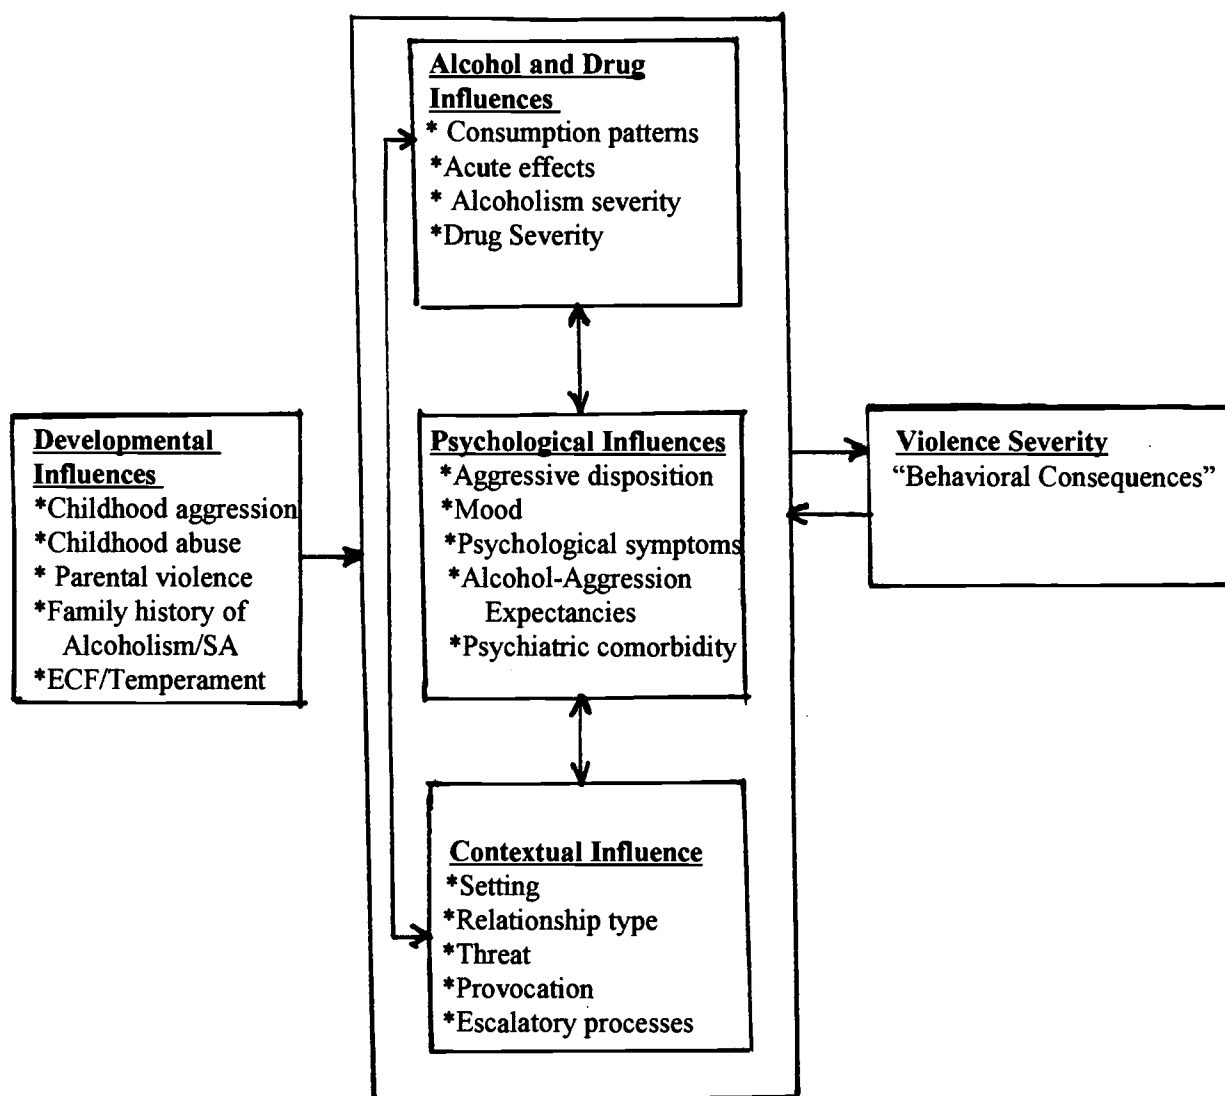 Alcohol and Drug
Influences
* Consumption patterns
*Acute effects
* Alcoholism severity
*Drug Severity
Developmental
Influences
*Childhood aggression
*Childhood abuse
* Parental violence
*Family history of
Alcoholism/SA
*ECF/Temperament
Psychological Influences
*Aggressive disposition
*Mood
*Psychological symptoms
*Alcohol-Aggression
Expectancies
*Psychiatric comorbidity
Violence Severity
“Behavioral Consequences”
Contextual Influence
*Setting
*Relationship type
*Threat
*Provocation
*Escalatory processes